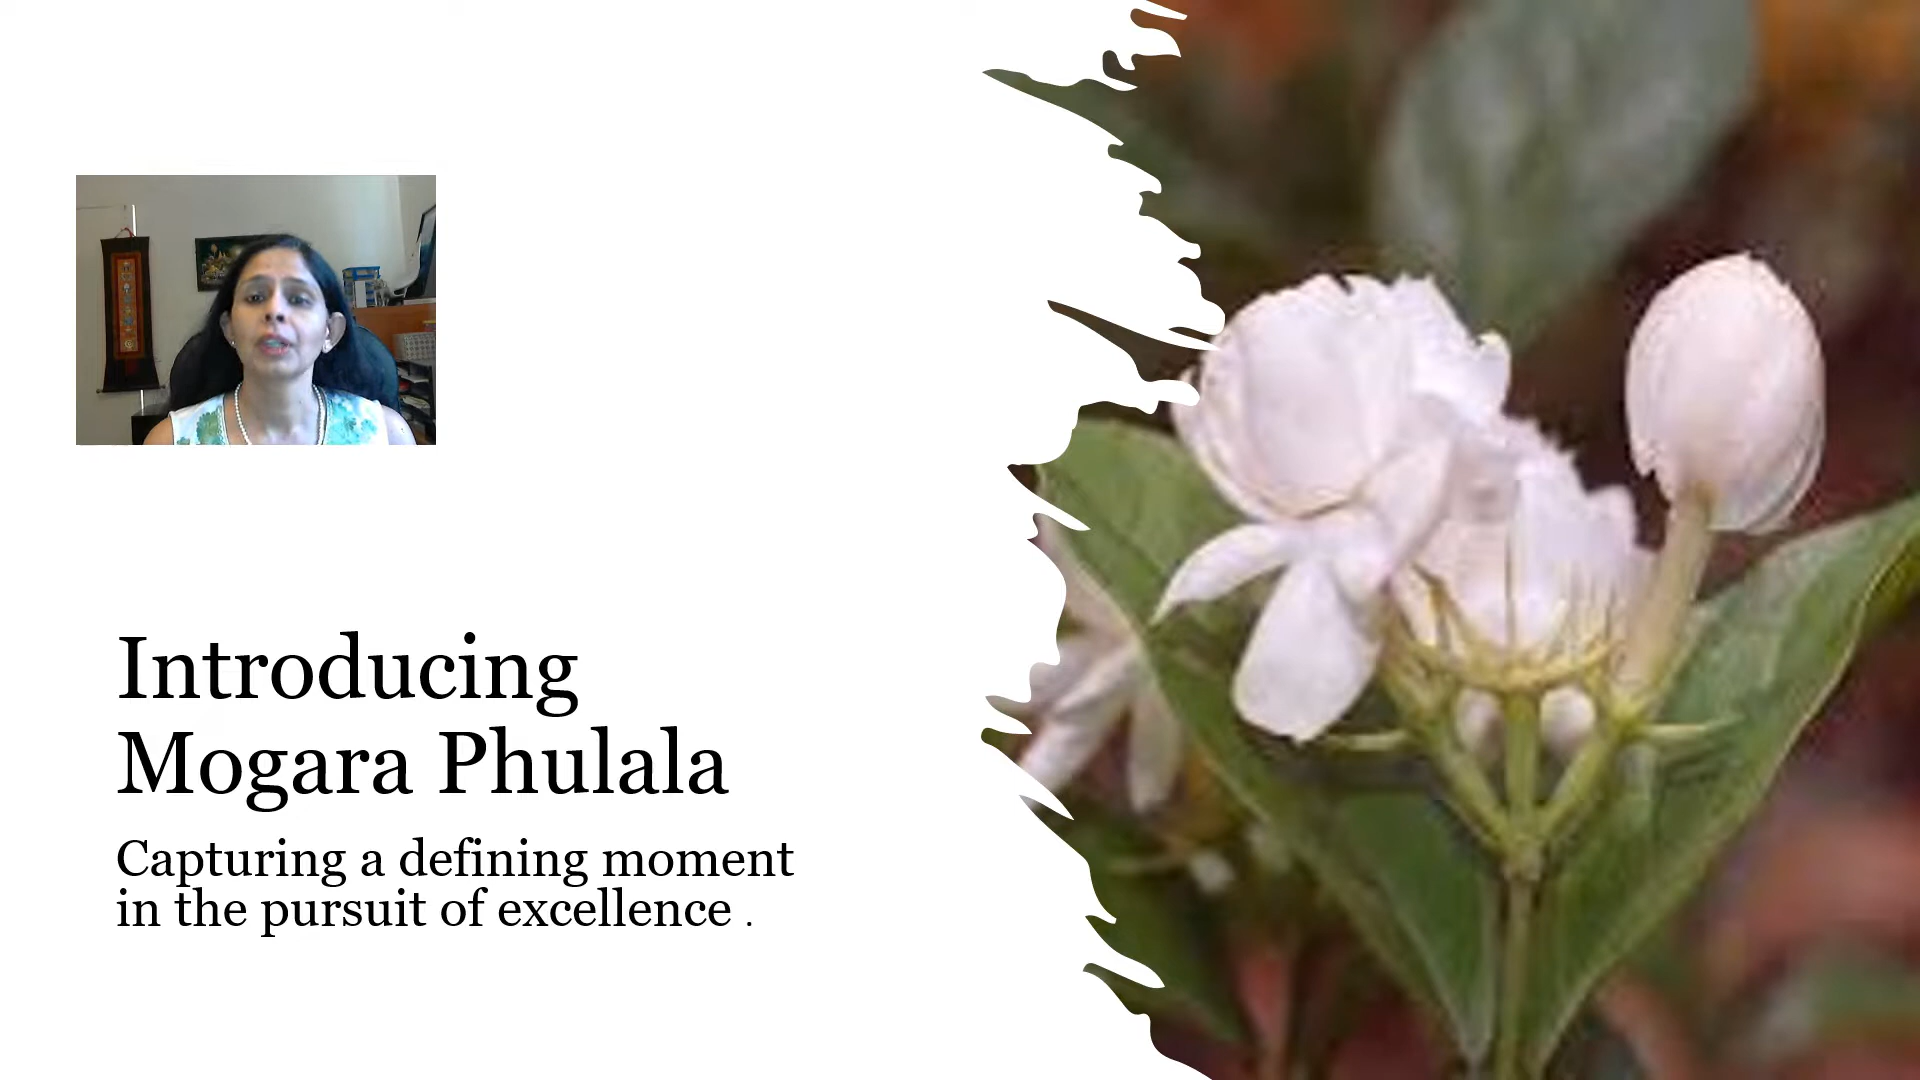 Introducing
Mogara Phulala
Capturing a defining moment
in the pursuit of excellence .